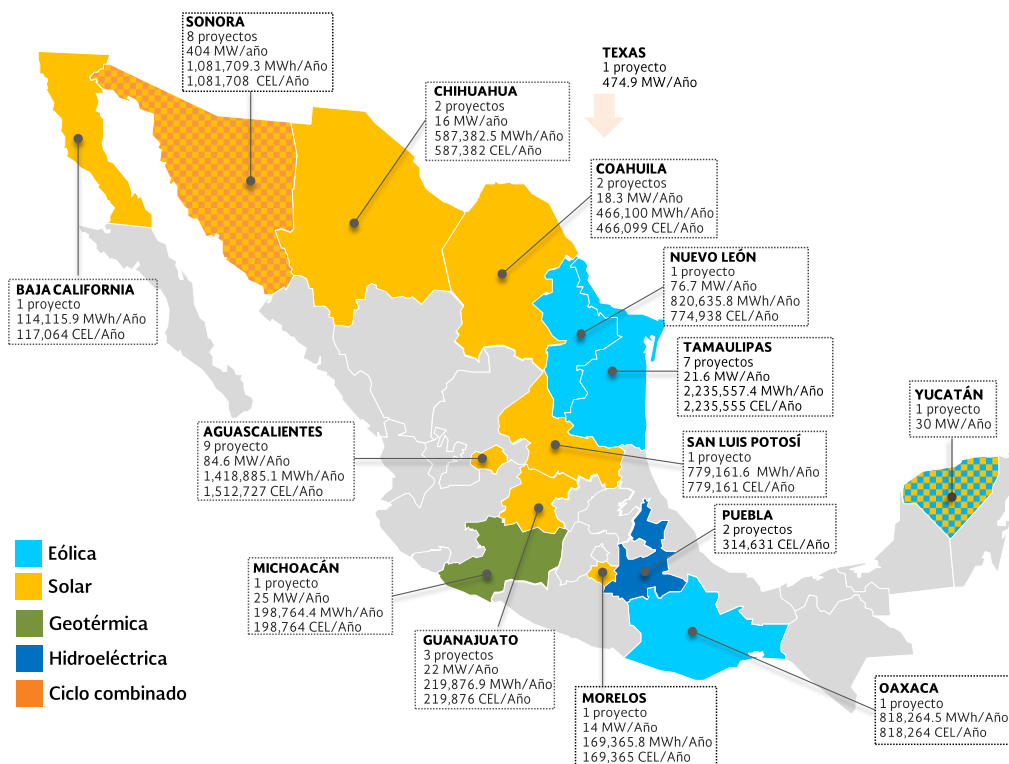 SONORA
8 proyectos
404 MW/año
1,081,709.3 MWh/Año
1,081,708 CEL/Año
TEXAS
1 proyecto
474.9 MW/Año
CHIHUAHUA
2 proyectos
16 MW/año
587,382.5 MWh/Año
587,382 CEL/Año
COAHUILA
2 proyectos
18.3 MW/Año
466,100 MWh/Año
466,099 CEL/Año
NUEVO LEÓN
1 proyecto
76.7 MW/Año
820,635.8 MWh/Año
774,938 CEL/Año
BAJA CALIFORNIA
1 proyecto
114,115.9 MWh/Año
117,064 CEL/Año
TAMAULIPAS
7 proyectos
21.6 MW/Año
2,235,557.4 MWh/Año
2,235,555 CEL/Año
YUCATÁN
1 proyecto
30 MW/Año
AGUASCALIENTES
9 proyecto
84.6 MW/Año
1,418,885.1 MWh/Año
1,512,727 CEL/Año
SAN LUIS POTOSÍ
1 proyecto
779,161.6 MWh/Año
779,161 CEL/Año
PUEBLA
2 proyectos
314,631 CEL/Año
Eólica
Solar
Geotérmica
Hidroeléctrica
Ciclo combinado
MICHOACÁN
1 proyecto
25 MW/Año
198,764.4 MWh/Año
198,764 CEL/Año
GUANAJUATO
3 proyectos
22 MW/Año
219,876.9 MWh/Año
219,876 CEL/Año
MORELOS
1 proyecto
14 MW/Año
169,365.8 MWh/Año
169,365 CEL/Año
OAXACA
1 proyecto
818,264.5 MWh/Año
818,264 CEL/Año